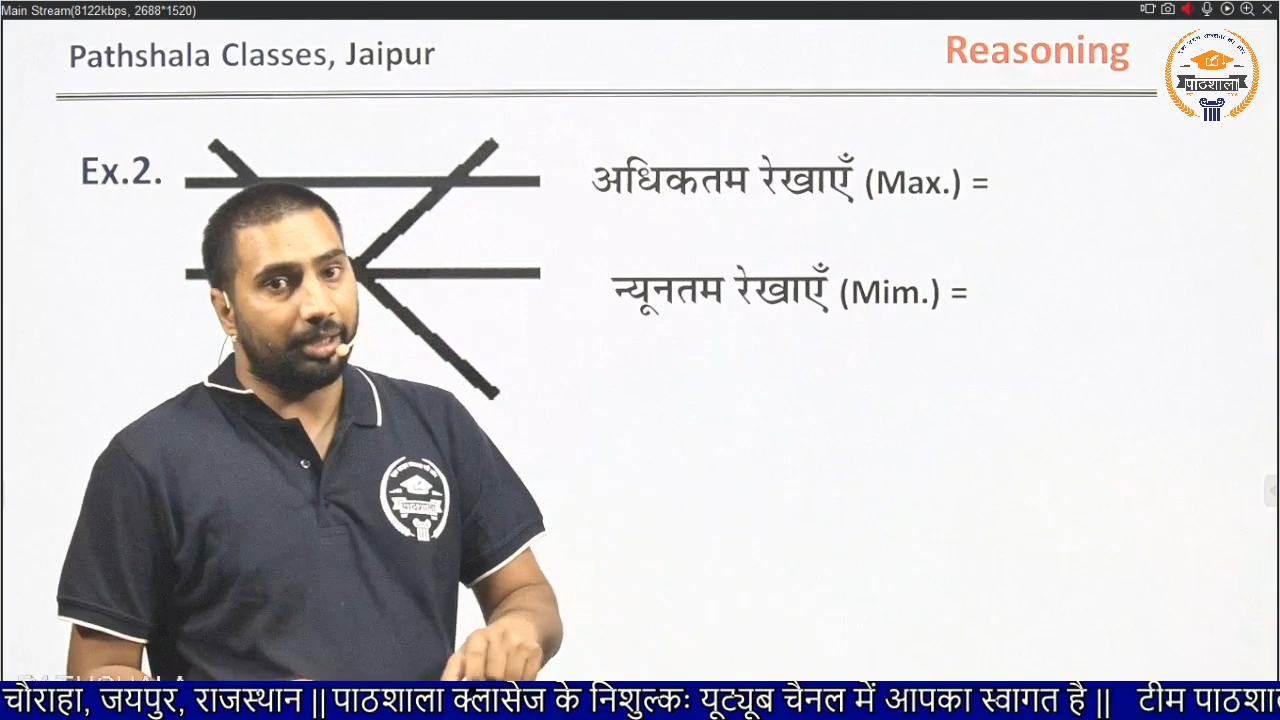 Main Stream(8122kbps, 2688*1520)
Pathshala Classes, Jaipur
Reasoning
पाठशाला
Ex.2.
अधिकतम रेखाएँ (Max.) =
न्यूनतम रेखाएँ (Mim.) =
पाठशाला
चौराहा, जयपुर, राजस्थान || पाठशाला क्लासेज के निशुल्कः यूट्यूब चैनल में आपका स्वागत है || टीम